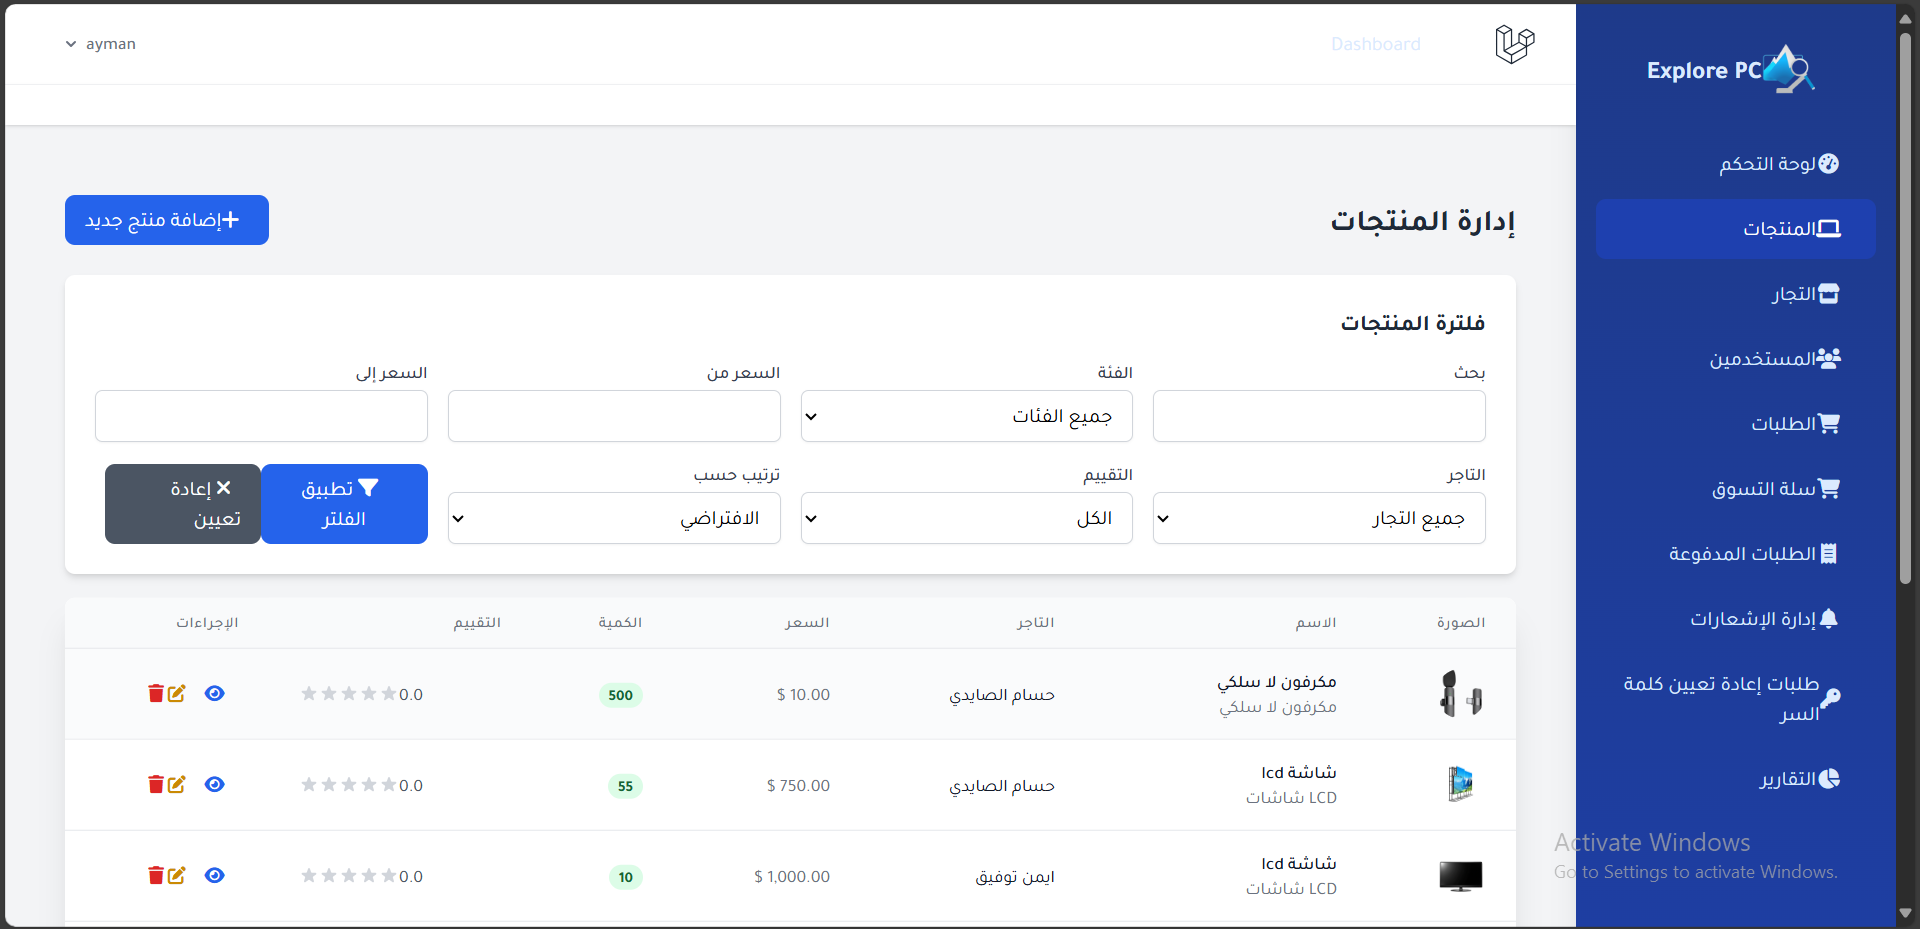 Explore PC
لوحة التحكم
المنتجات
التجار
المستخدمين
الطلبات
سلة التسوق
الطلبات المدفوعة
إدارة الإشعارات
طلبات إعادة تعيين كلمة
السر
التقارير
Dashboard
ayman
إدارة المنتجات
إضافة منتج جديد
فلترة المنتجات
بحث
الفئة
السعر من
السعر إلى
جميع الفئات
التاجر
التقييم
ترتيب حسب
جميع التجار
الكل
الافتراضي
تطبيق
الفلتر
إعادة
تعيين
الصورة الاسم التاجر السعر الكمية التقييم الإجراءات
مكرفون لا سلكي
مكرفون لا سلكي
حسام الصايدي
$ 10.00
500
0.0
شاشة lcd
شاشات LCD
حسام الصايدي
$ 750.00
55
0.0
شاشة lcd
شاشات LCD
ايمن توفيق
$ 1,000.00
10
0.0
Activate Windows
Go to Settings to activate Windows.